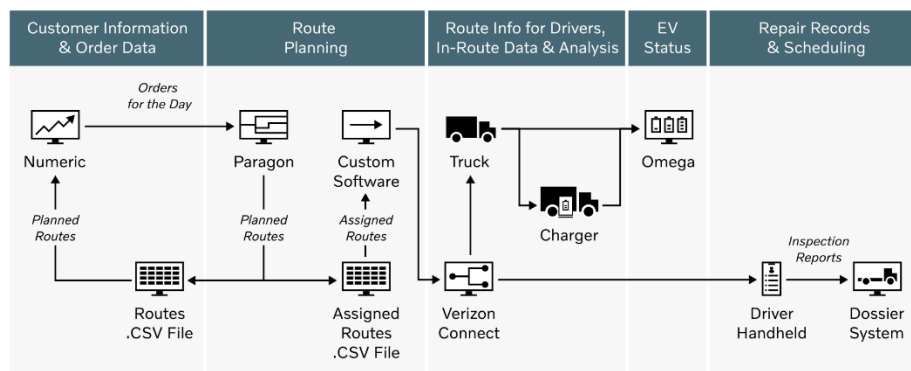 Customer Information
& Order Data
Route
Planning
Route Info for Drivers,
In-Route Data & Analysis
EV
Status
Repair Records
& Scheduling
Orders
for the Day
Numeric
Paragon
Custom
Software
Truck
Omega
Charger
Planned
Routes
Planned
Routes
Assigned
Routes
Inspection
Reports
Routes
.CSV File
Assigned
Routes
.CSV File
Verizon
Connect
Driver
Handheld
Dossier
System